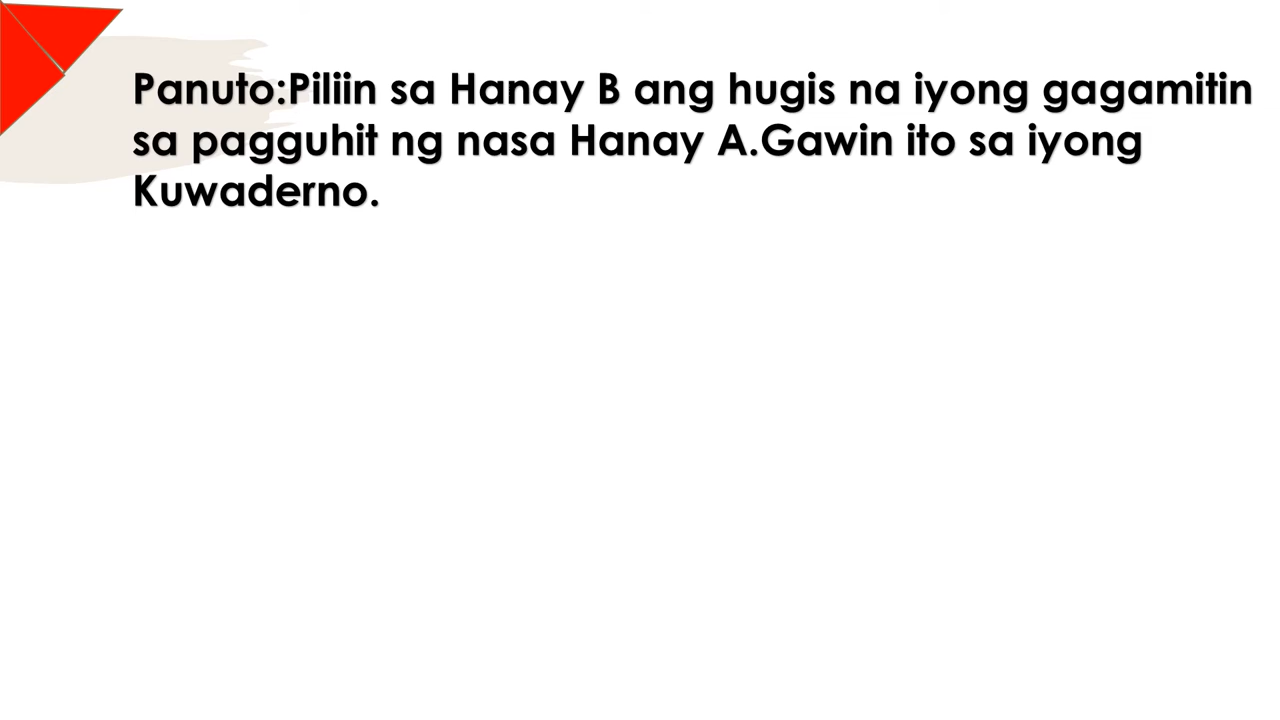 Panuto:Piliin sa Hanay B ang hugis na iyong gagamitin
sa pagguhit ng nasa Hanay A.Gawin ito sa iyong
Kuwaderno.